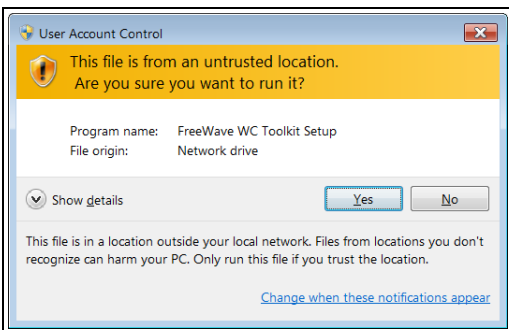 User Account Control
This file is from an untrusted location.
Are you sure you want to run it?
Program name: FreeWave WC Toolkit Setup
File origin: Network drive
Show details
Yes
No
This file is in a location outside your local network. Files from locations you don't
recognize can harm your PC. Only run this file if you trust the location.
Change when these notifications appear